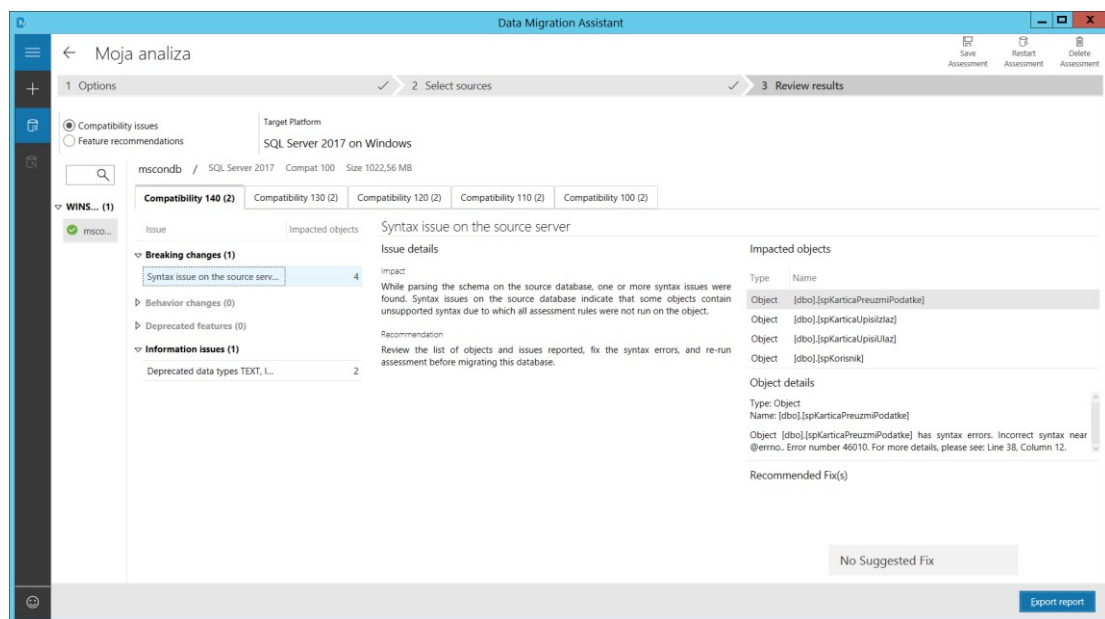 Data Migration Assistant
Moja analiza
Save Assessment
Restart Assessment
Delete Assessment
1 Options
2 Select sources
3 Review results
Compatibility issues
Feature recommendations
Target Platform
SQL Server 2017 on Windows
mscondb / SQL Server 2017 Compat 100 Size 1022,56 MB
WINS... (1)
msco...
Compatibility 140 (2)
Compatibility 130 (2)
Compatibility 120 (2)
Compatibility 110 (2)
Compatibility 100 (2)
Issue Impacted objects
Breaking changes (1)
Syntax issue on the source serv... 4
Behavior changes (0)
Deprecated features (0)
Information issues (1)
Deprecated data types TEXT, I... 2
Syntax issue on the source server
Issue details
Impact
While parsing the schema on the source database, one or more syntax issues were
found. Syntax issues on the source database indicate that some objects contain
unsupported syntax due to which all assessment rules were not run on the object.
Recommendation
Review the list of objects and issues reported, fix the syntax errors, and re-run
assessment before migrating this database.
Impacted objects
Type Name
Object [dbo].[spKarticaPreuzmiPodatke]
Object [dbo].[spKarticaUpisiIzlaz]
Object [dbo].[spKarticaUpisiUlaz]
Object [dbo].[spKorisnik]
Object details
Type: Object
Name: [dbo].[spKarticaPreuzmiPodatke]
Object [dbo].[spKarticaPreuzmiPodatke] has syntax errors. Incorrect syntax near
@errno.. Error number 46010. For more details, please see: Line 38, Column 12.
Recommended Fix(s)
No Suggested Fix
Export report